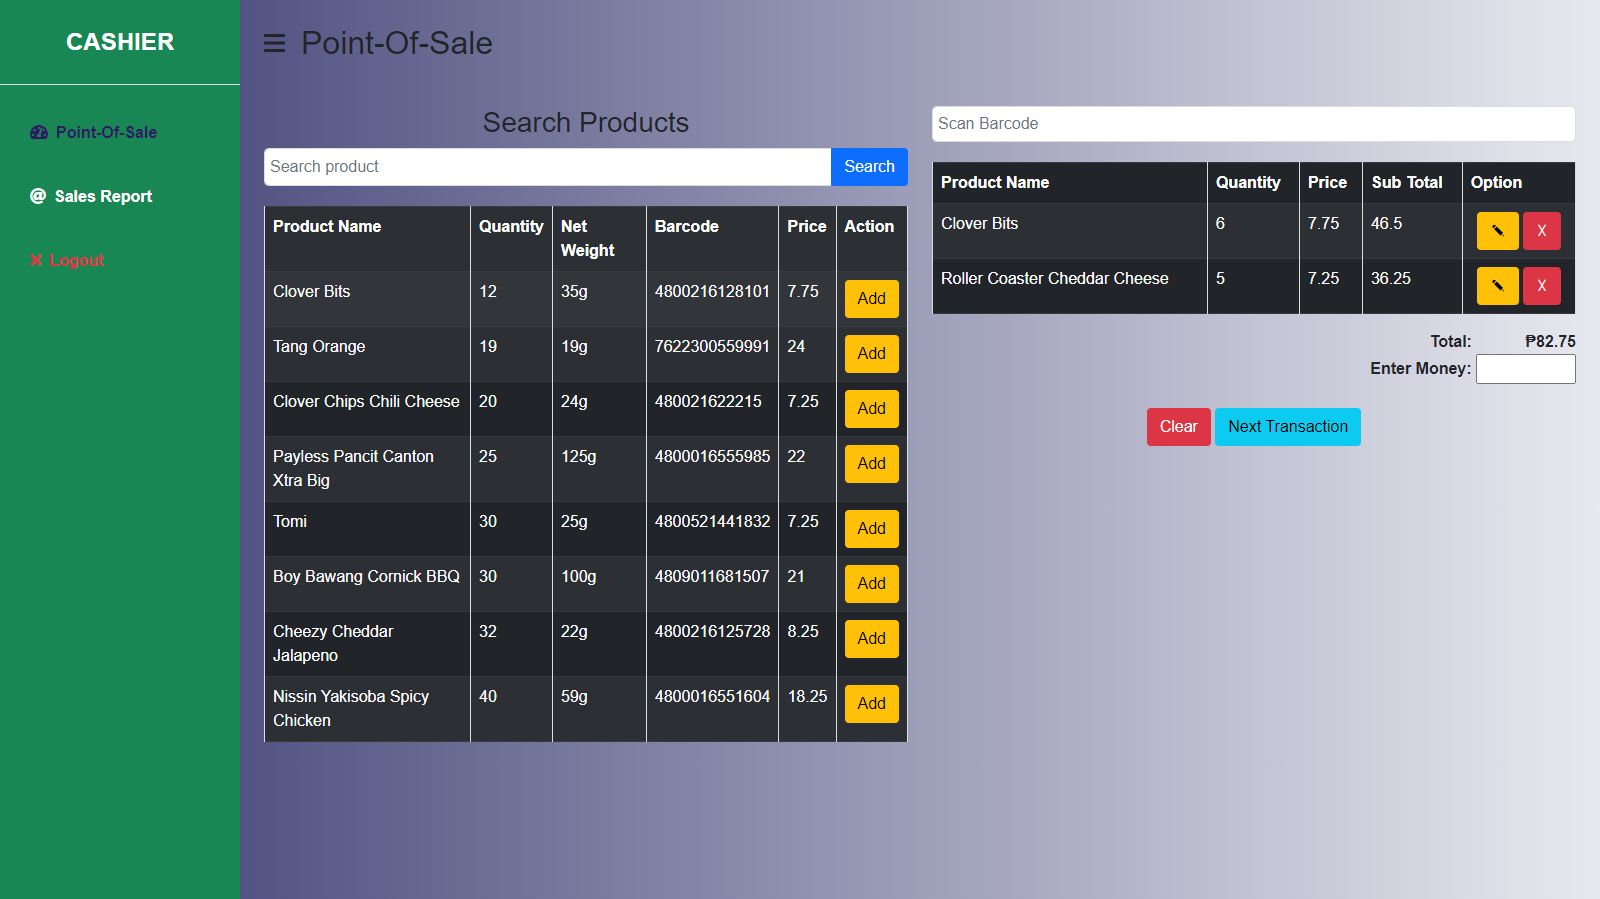 CASHIER
Point-Of-Sale
Sales Report
Logout
Point-Of-Sale
Search Products
Search product Search
Product Name Quantity Net Weight Barcode Price Action
Clover Bits 12 35g 4800216128101 7.75 Add
Tang Orange 19 19g 7622300559991 24 Add
Clover Chips Chili Cheese 20 24g 480021622215 7.25 Add
Payless Pancit Canton Xtra Big 25 125g 4800016555985 22 Add
Tomi 30 25g 4800521441832 7.25 Add
Boy Bawang Cornick BBQ 30 100g 4809011681507 21 Add
Cheezy Cheddar Jalapeno 32 22g 4800216125728 8.25 Add
Nissin Yakisoba Spicy Chicken 40 59g 4800016551604 18.25 Add
Scan Barcode
Product Name Quantity Price Sub Total Option
Clover Bits 6 7.75 46.5 X
Roller Coaster Cheddar Cheese 5 7.25 36.25 X
Total: ₱82.75
Enter Money:
Clear Next Transaction